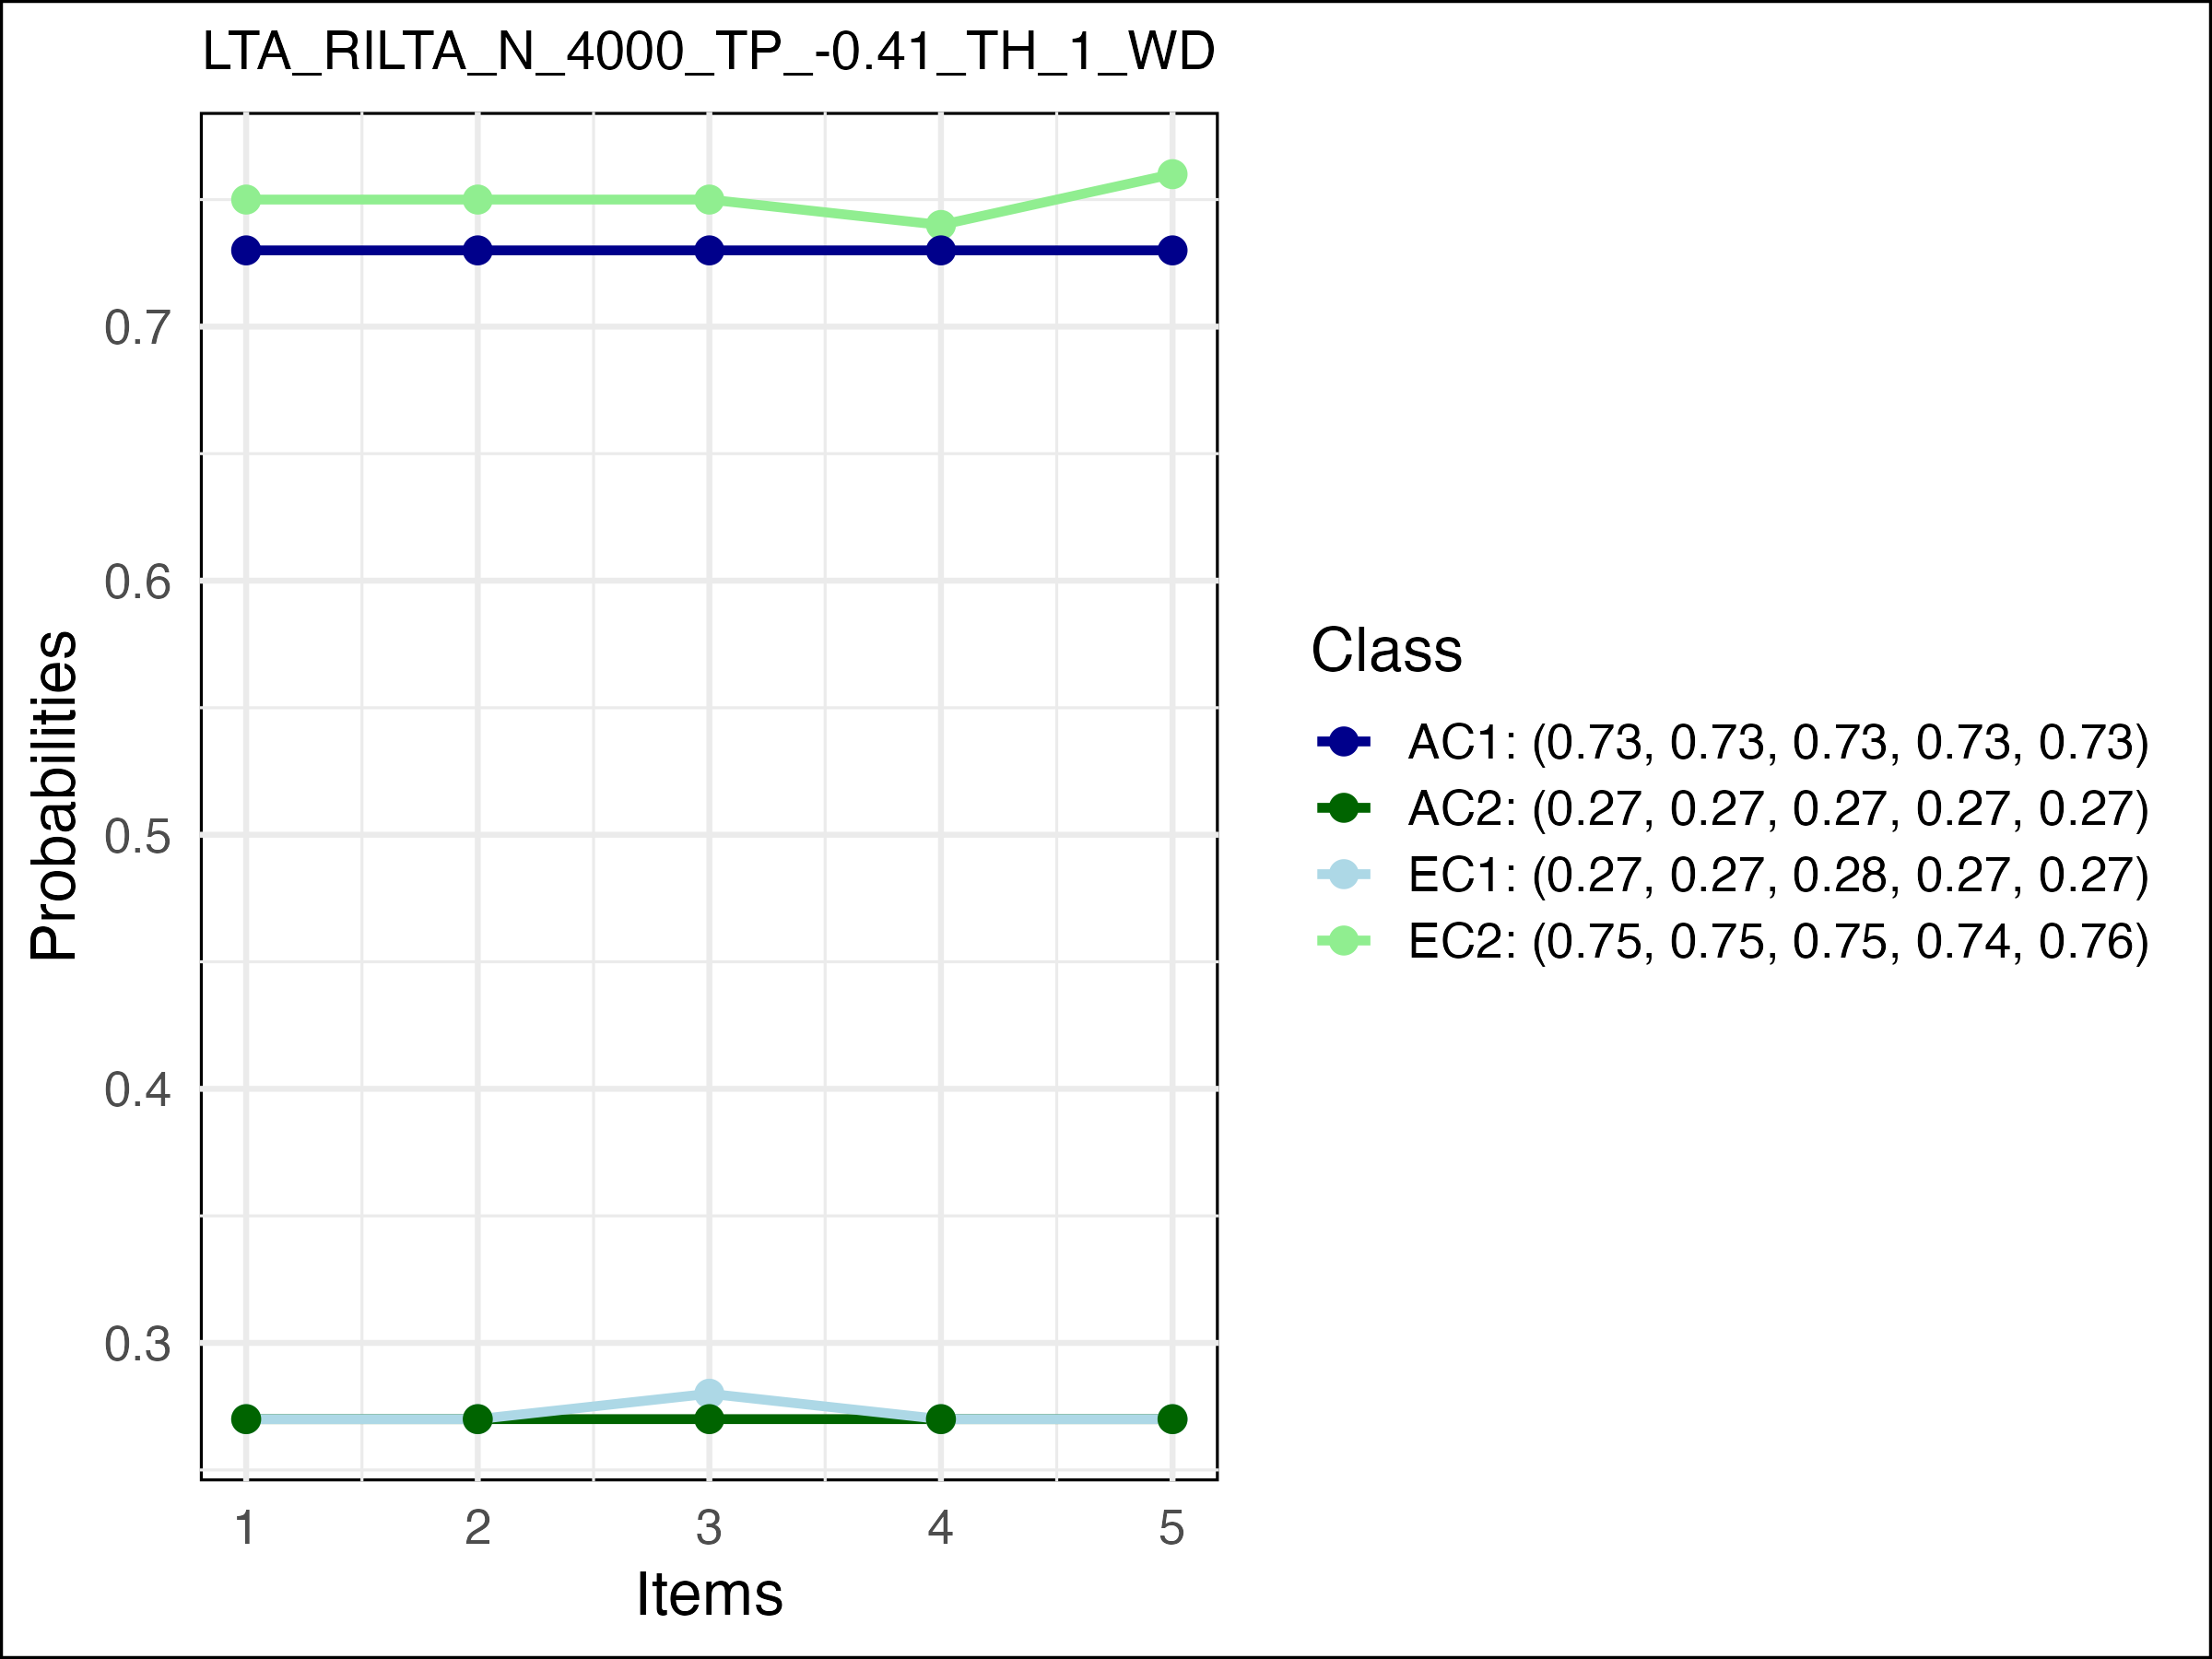 LTA_RILTA_N_4000_TP_-0.41_TH_1_WD
Probabilities
0.7
0.6
0.5
0.4
0.3
1 2 3 4 5
Items
Class
AC1: (0.73, 0.73, 0.73, 0.73, 0.73)
AC2: (0.27, 0.27, 0.27, 0.27, 0.27)
EC1: (0.27, 0.27, 0.28, 0.27, 0.27)
EC2: (0.75, 0.75, 0.75, 0.74, 0.76)